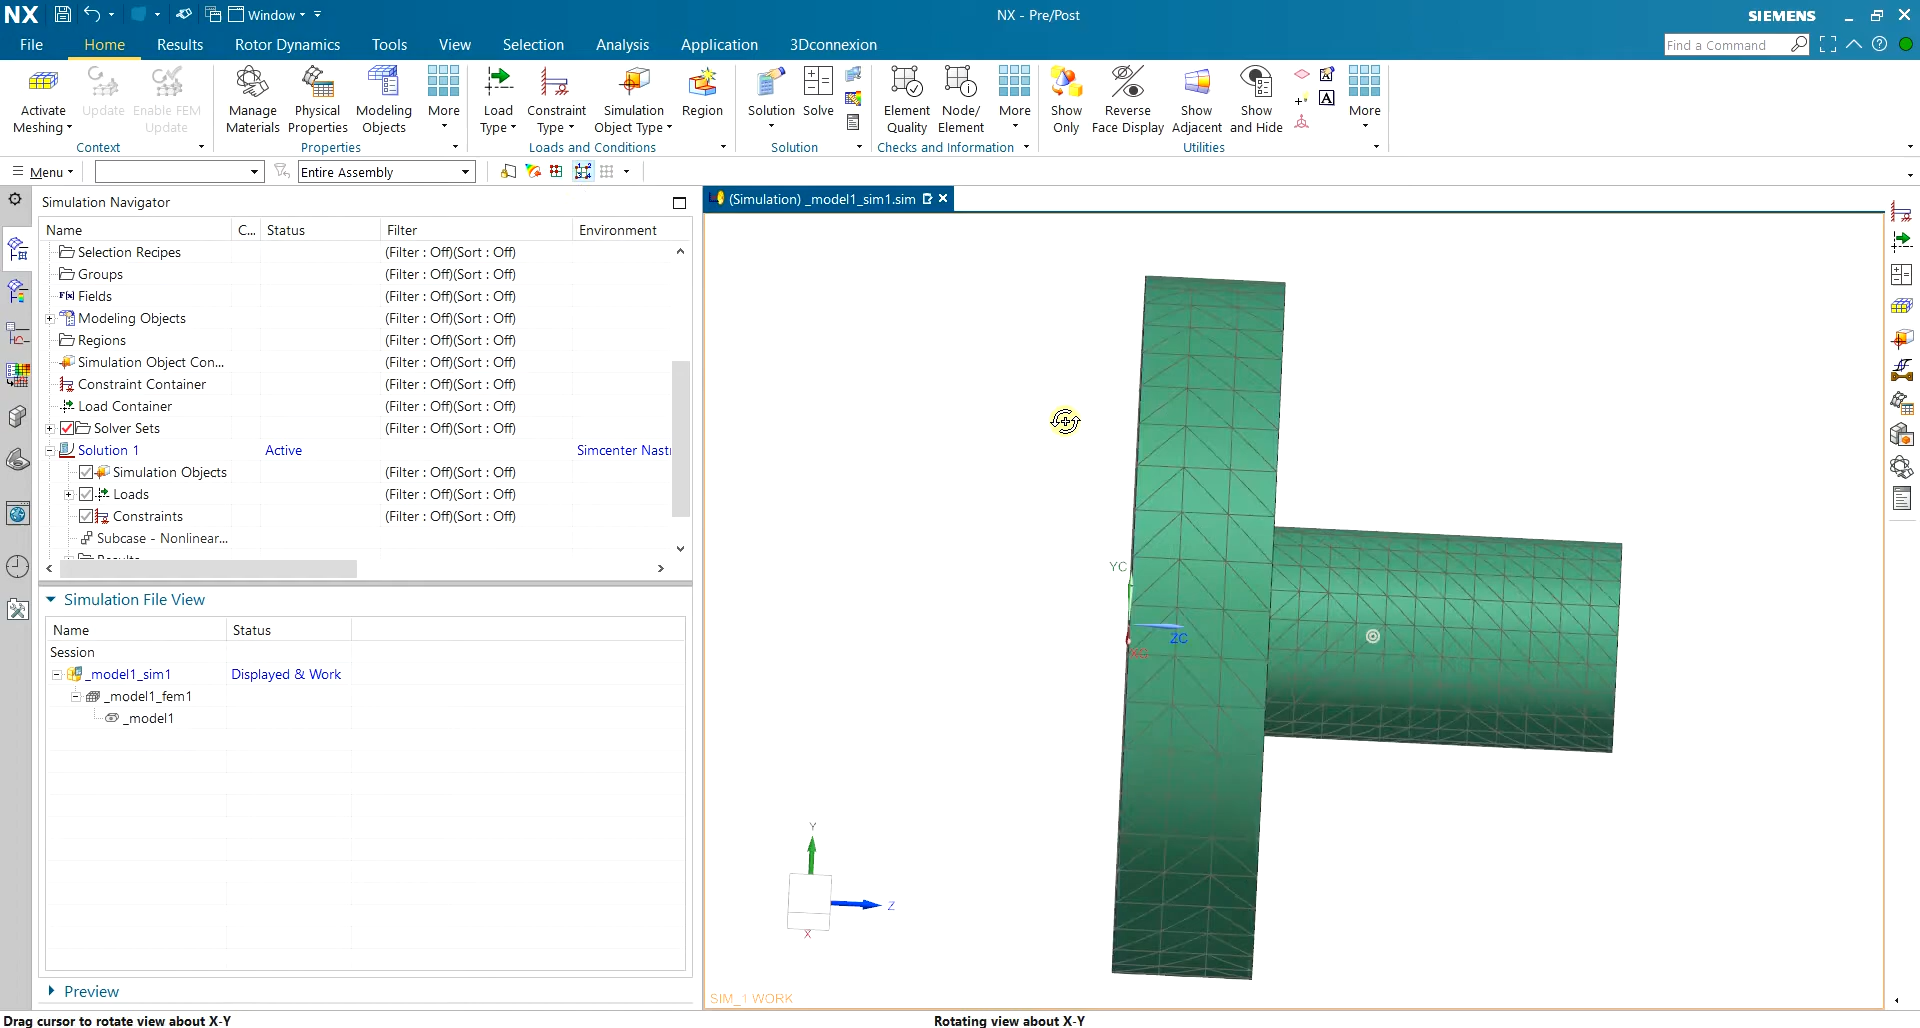 NX
Window
NX - Pre/Post
SIEMENS
File Home Results Rotor Dynamics Tools View Selection Analysis Application 3Dconnexion
Find a Command
Activate Meshing
Update
Enable FEM Update
Manage Materials
Physical Properties
Modeling Objects
More
Load Type
Constraint Type
Simulation Object Type
Region
Solution
Solve
Element Quality
Node/ Element
More
Show Only
Reverse Face Display
Show Adjacent
Show and Hide
A
More
Context Properties Loads and Conditions Solution Checks and Information Utilities
Menu
Entire Assembly
Simulation Navigator
(Simulation) _model1_sim1.sim
Name C... Status Filter Environment
Selection Recipes (Filter : Off)(Sort : Off)
Groups (Filter : Off)(Sort : Off)
Fields (Filter : Off)(Sort : Off)
Modeling Objects (Filter : Off)(Sort : Off)
Regions (Filter : Off)(Sort : Off)
Simulation Object Con... (Filter : Off)(Sort : Off)
Constraint Container (Filter : Off)(Sort : Off)
Load Container (Filter : Off)(Sort : Off)
Solver Sets (Filter : Off)(Sort : Off)
Solution 1 Active Simcenter Nastr
Simulation Objects (Filter : Off)(Sort : Off)
Loads (Filter : Off)(Sort : Off)
Constraints (Filter : Off)(Sort : Off)
Subcase - Nonlinear...
Simulation File View
Name Status
Session
_model1_sim1 Displayed & Work
_model1_fem1
_model1
Preview
YC
ZC
Y
Z
X
SIM_1 WORK
Drag cursor to rotate view about X-Y
Rotating view about X-Y